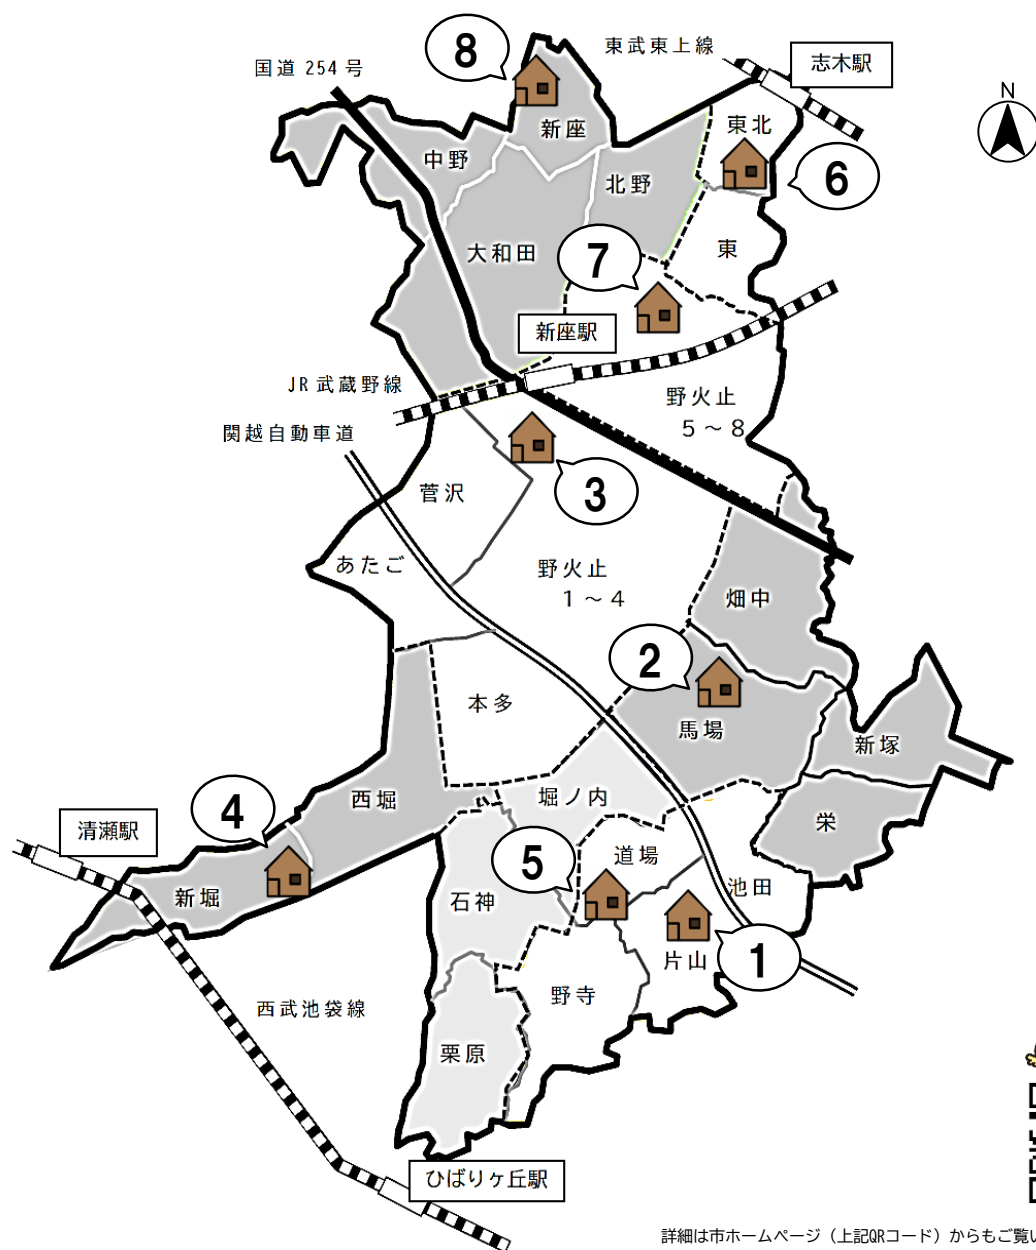 8
東武東上線
志木駅
国道 254 号
N
東北
新座
中野
6
北野
大和田
7
東
新座駅
JR 武蔵野線
野火止
5～8
関越自動車道
3
菅沢
あたご
野火止
1～4
畑中
2
本多
馬場
新塚
西堀
堀ノ内
4
清瀬駅
栄
5
道場
池田
新堀
石神
片山
1
野寺
西武池袋線
栗原
ひばりヶ丘駅
詳細は市ホームページ（上記QRコード）からもご覧